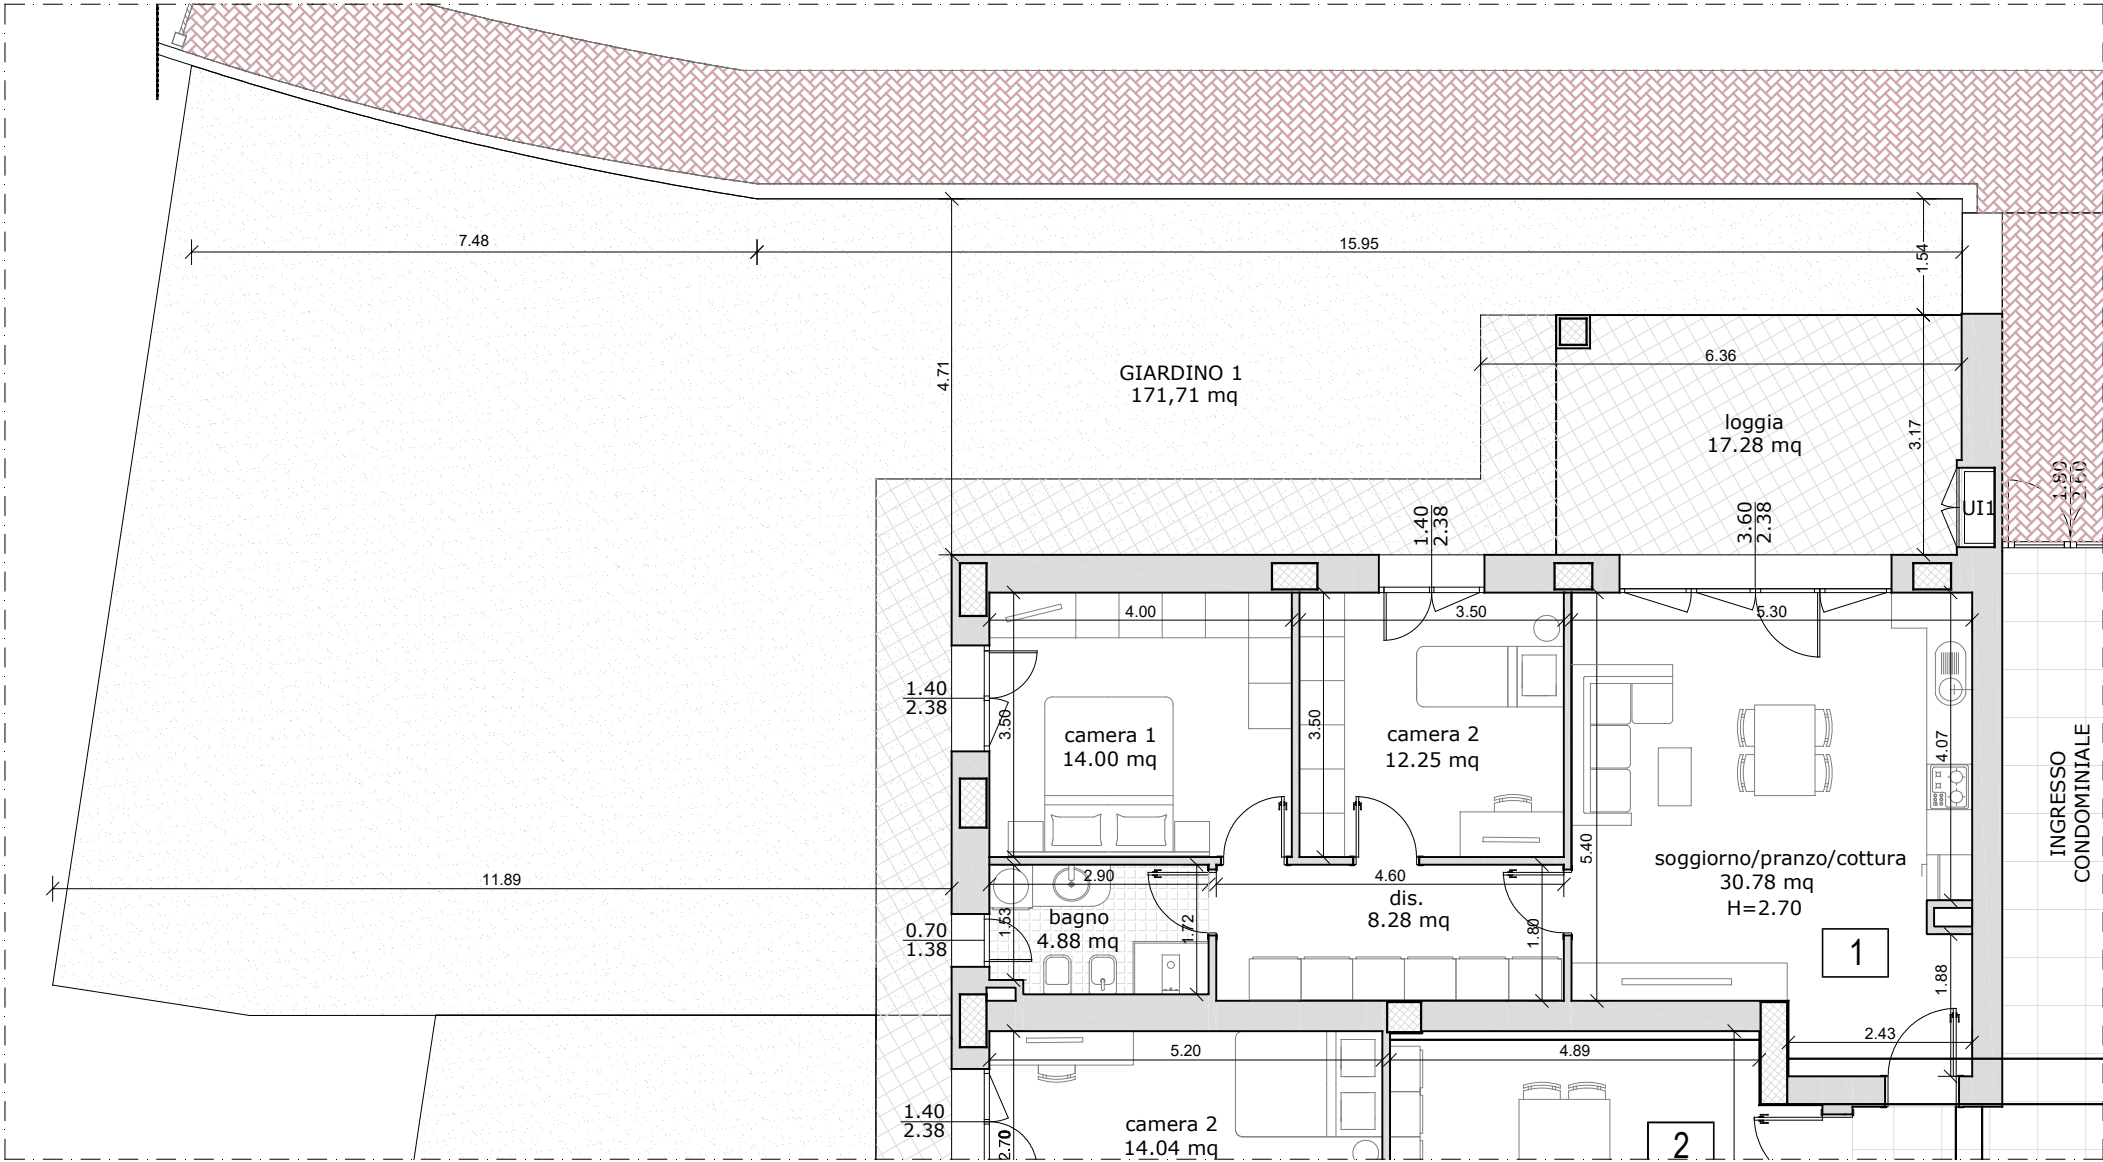 7.48
15.95
1.54
4.71
GIARDINO 1
171,71 mq
6.36
loggia
17.28 mq
3.17
1.80
2.60
UI1
1.40
2.38
3.60
2.38
4.00
3.50
5.30
1.40
2.38
3.50
camera 1
14.00 mq
3.50
camera 2
12.25 mq
4.07
INGRESSO
CONDOMINIALE
5.40
soggiorno/pranzo/cottura
30.78 mq
H=2.70
11.89
2.90
4.60
dis.
8.28 mq
1.53
bagno
4.88 mq
1.72
1.80
0.70
1.38
1
1.88
2.43
5.20
4.89
1.40
2.38
2.70
camera 2
14.04 mq
2